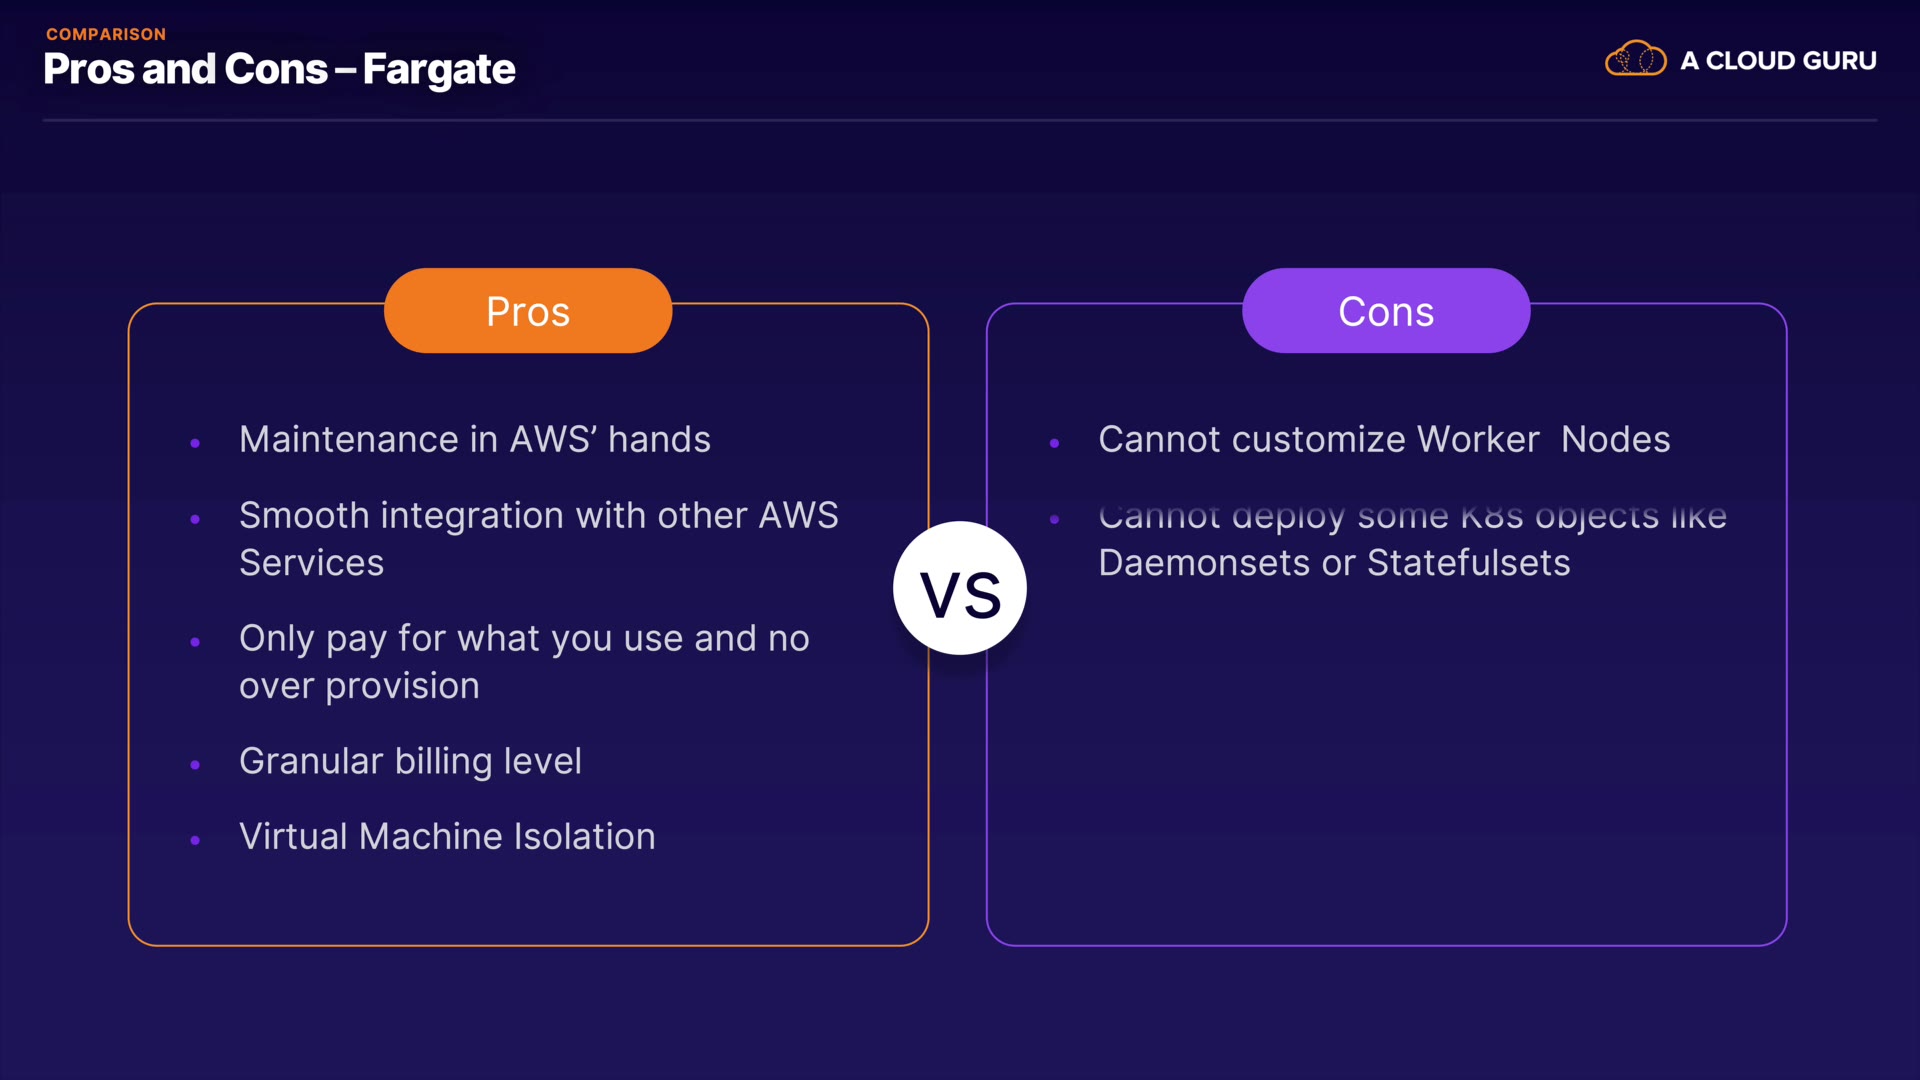 COMPARISON
Pros and Cons – Fargate
A CLOUD GURU
Pros
• Maintenance in AWS’ hands
• Smooth integration with other AWS
Services
• Only pay for what you use and no
over provision
• Granular billing level
• Virtual Machine Isolation
VS
Cons
• Cannot customize Worker  Nodes
• Cannot deploy some K8s objects like
Daemonsets or Statefulsets